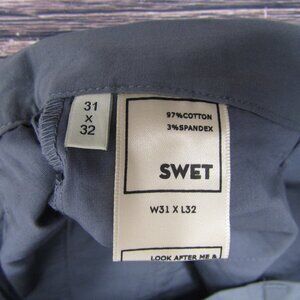 31
X
32
97%COTTON
3%SPANDEX
SWET
W31 X L32
LOOK AFTER ME &